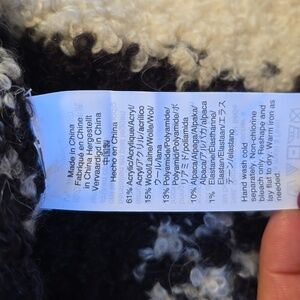 Made in China
Fabriqué en Chine
in China Hergestellt
Vervaardigd in China
中国製
Hecho en China
61% Acrylic/Acrylique/Acryl/
Acryl/アクリル/acrílico
15% Wool/Laine/Wolle/Wol/
ウール/lana
13% Polyamide/Polyamide/
Polyamid/Polyamide/ポ
リアミド/poliamida
10% Alpaca/Alpaga/Alpaka/
Alpaca/アルパカ/alpaca
1% Elastane/Élasthanne/
Elastan/Elastaan/エラス
テーン/elastano
Hand wash cold
separately Non-chlorine
bleach only Reshape and
lay flat to dry Warm iron as
needed